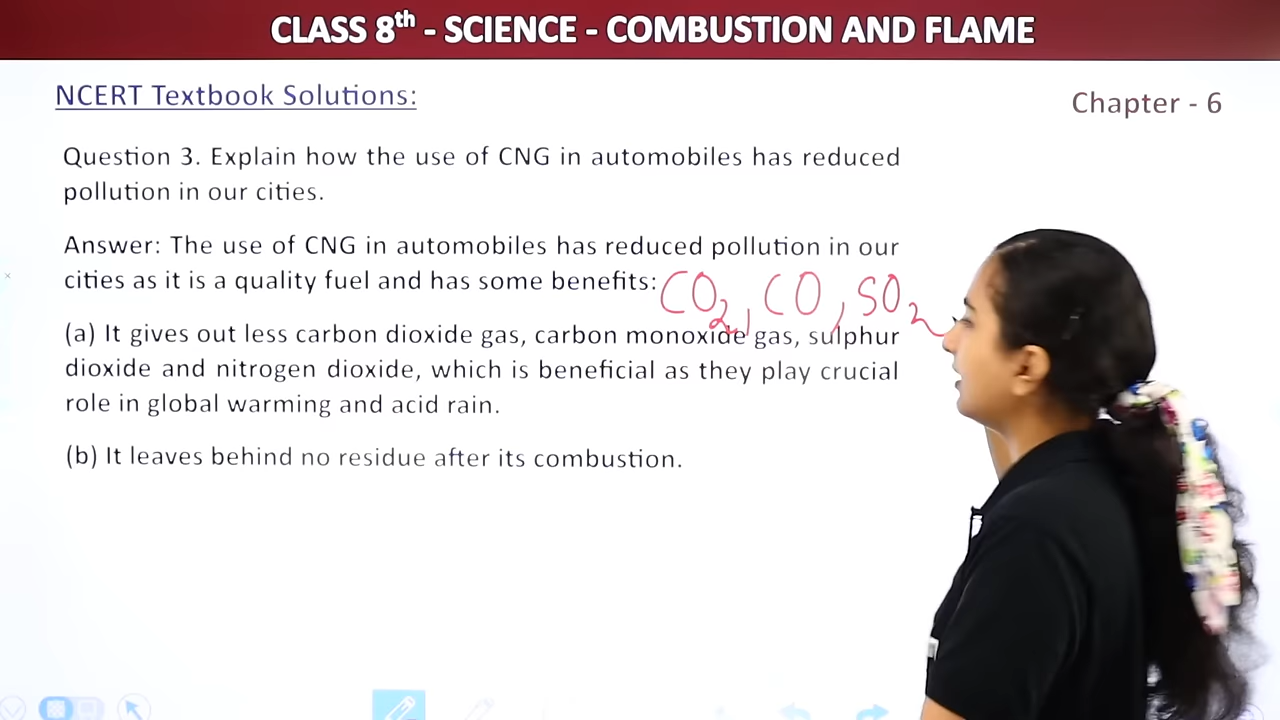 CLASS 8th - SCIENCE - COMBUSTION AND FLAME
NCERT Textbook Solutions:
Chapter - 6
Question 3. Explain how the use of CNG in automobiles has reduced
pollution in our cities.
Answer: The use of CNG in automobiles has reduced pollution in our
cities as it is a quality fuel and has some benefits:
CO2, CO, SO2
(a) It gives out less carbon dioxide gas, carbon monoxide gas, sulphur
dioxide and nitrogen dioxide, which is beneficial as they play crucial
role in global warming and acid rain.
(b) It leaves behind no residue after its combustion.